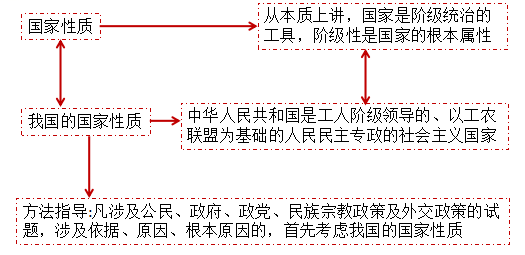 国家性质
从本质上讲，国家是阶级统治的
工具，阶级性是国家的根本属性
我国的国家性质
中华人民共和国是工人阶级领导的、以工农
联盟为基础的人民民主专政的社会主义国家
方法指导:凡涉及公民、政府、政党、民族宗教政策及外交政策的试
题，涉及依据、原因、根本原因的，首先考虑我国的国家性质